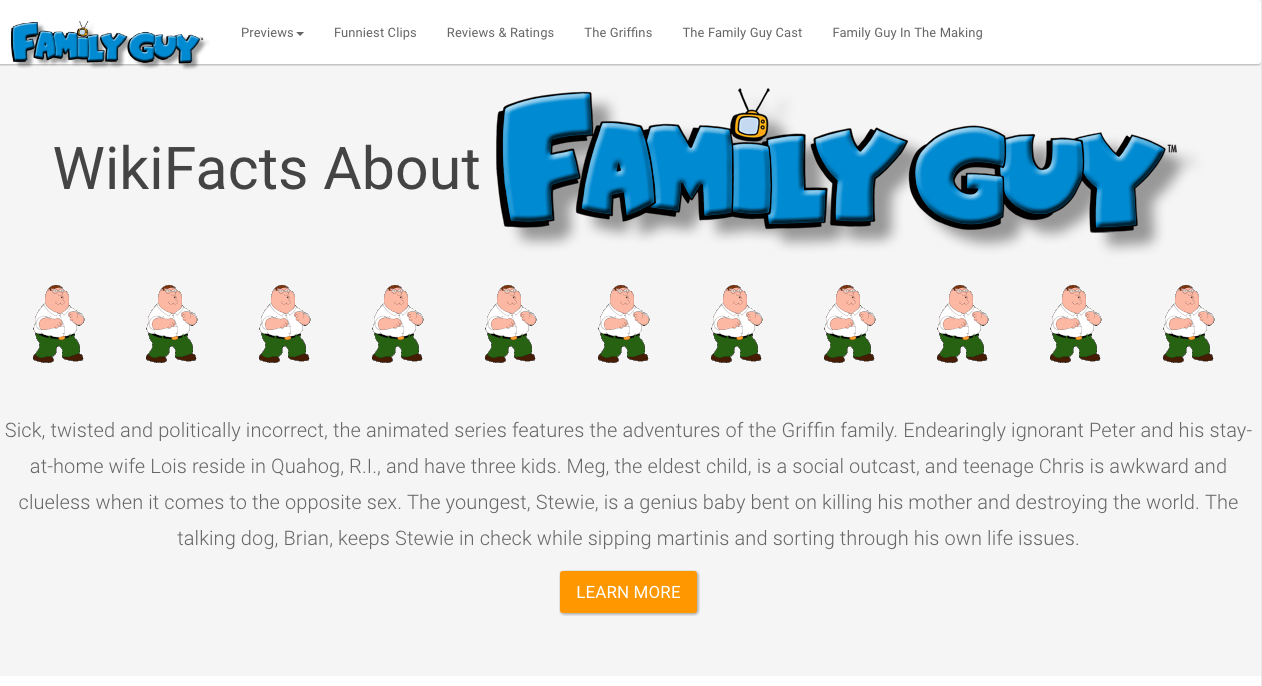 FAMILY GUY Previews Funniest Clips Reviews & Ratings The Griffins The Family Guy Cast Family Guy In The Making
WikiFacts About FAMILY GUY™
Sick, twisted and politically incorrect, the animated series features the adventures of the Griffin family. Endearingly ignorant Peter and his stay-
at-home wife Lois reside in Quahog, R.I., and have three kids. Meg, the eldest child, is a social outcast, and teenage Chris is awkward and
clueless when it comes to the opposite sex. The youngest, Stewie, is a genius baby bent on killing his mother and destroying the world. The
talking dog, Brian, keeps Stewie in check while sipping martinis and sorting through his own life issues.
LEARN MORE